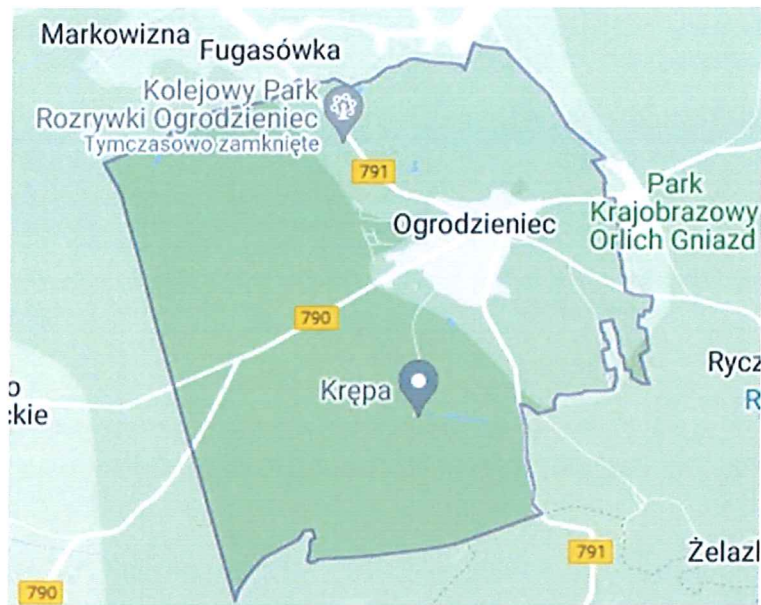 Markowizna
Fugasówka
Kolejowy Park
Rozrywki Ogrodzieniec
Tymczasowo zamknięte
791
Park
Krajobrazowy
Orlich Gniazd
Ogrodzieniec
790
Rycz
R
Krępa
o
ckie
791
Żelazl
790